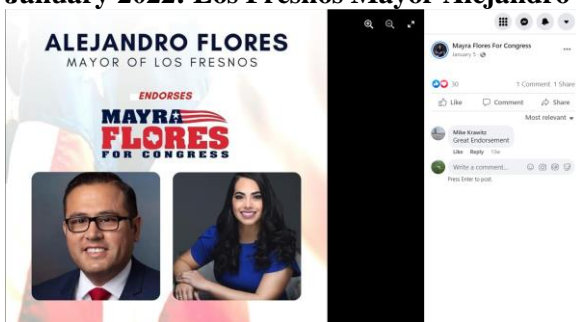 January 2022: Los Fresnos Mayor Alejandro
ALEJANDRO FLORES
MAYOR OF LOS FRESNOS
ENDORSES
MAYRA
FLORES
FOR CONGRESS
Mayra Flores For Congress
January 5
30
1 Comment 1 Share
Like
Comment
Share
Most relevant
Mike Krawitz
Great Endorsement
Like Reply
Write a comment...
Press Enter to post.